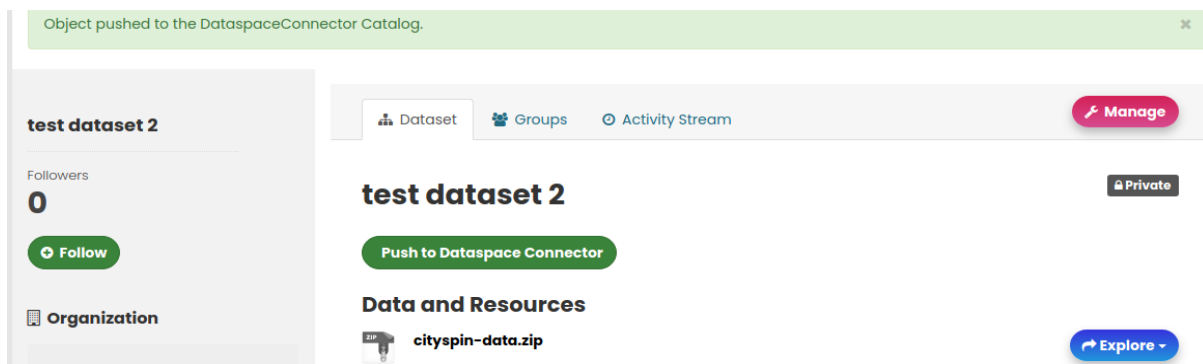 Object pushed to the DataspaceConnector Catalog.
×
test dataset 2
Followers
0
Follow
Organization
Dataset
Groups
Activity Stream
Manage
test dataset 2
Private
Push to Dataspace Connector
Data and Resources
ZIP
cityspin-data.zip
Explore